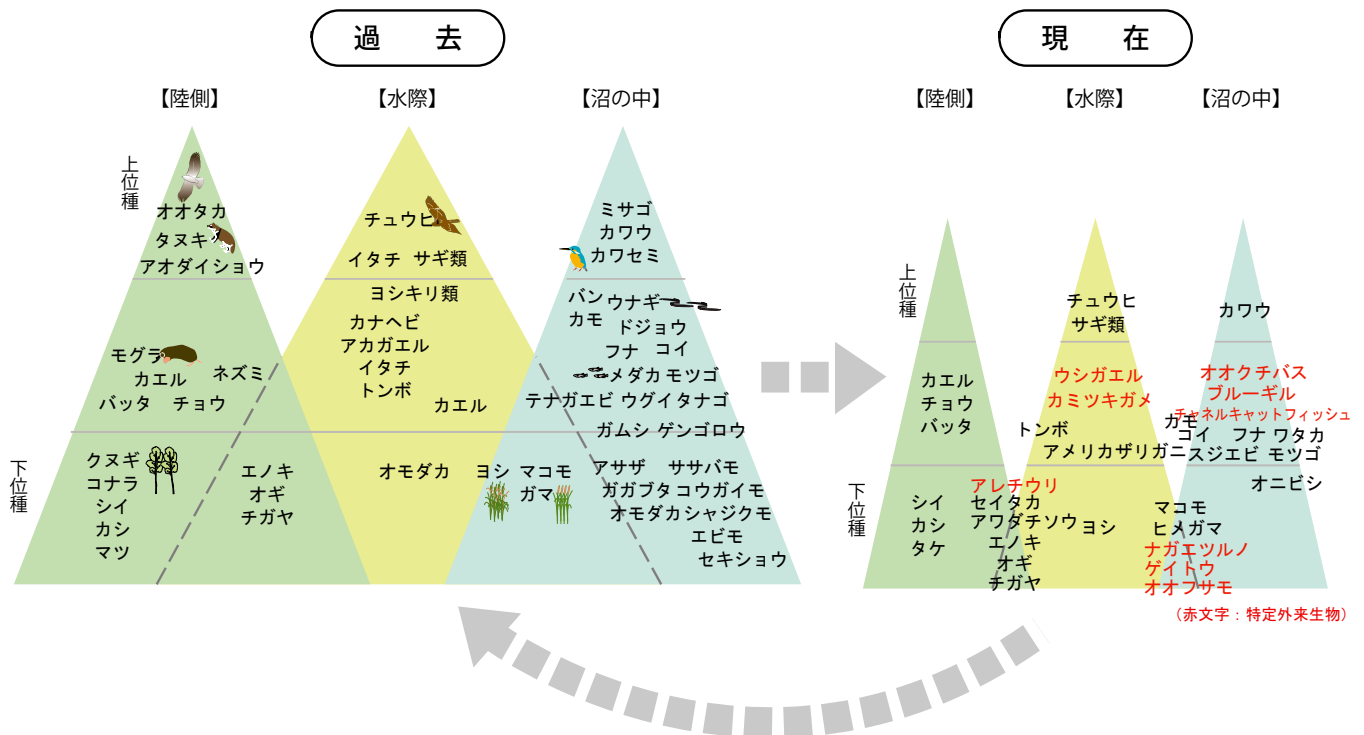 過 去
【陸側】
【水際】
【沼の中】
上位種
オオタカ
タヌキ
アオダイショウ
チュウヒ
イタチ サギ類
ミサゴ
カワウ
カワセミ
モグラ
カエル
ネズミ
バッタ チョウ
ヨシキリ類
カナヘビ
アカガエル
イタチ
トンボ
カエル
バン
ウナギ
カモ
ドジョウ
フナ コイ
メダカ モツゴ
テナガエビ ウグイ タナゴ
ガムシ ゲンゴロウ
下位種
クヌギ
コナラ
シイ
カシ
マツ
エノキ
オギ
チガヤ
オモダカ
ヨシ マコモ
ガマ
アサザ ササバモ
ガガブタ コウガイモ
オモダカ シャジクモ
エビモ
セキショウ
現 在
【陸側】
【水際】
【沼の中】
上位種
チュウヒ
サギ類
カワウ
カエル
チョウ
バッタ
ウシガエル
カミツキガメ
トンボ
アメリカザリガニ
オオクチバス
ブルーギル
チャネルキャットフィッシュ
カモ
コイ フナ ワタカ
スジエビ モツゴ
下位種
シイ
カシ
タケ
アレチウリ
セイタカ
アワダチソウ
エノキ
オギ
チガヤ
ヨシ
オニビシ
マコモ
ヒメガマ
ナガエツルノ
ゲイトウ
オオフサモ
(赤文字:特定外来生物)